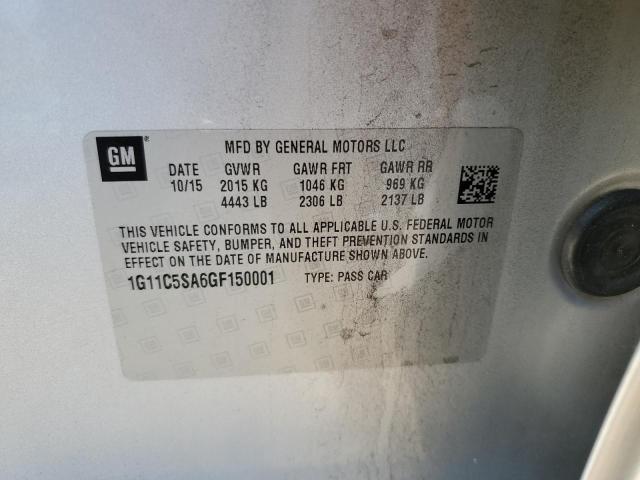 GM ®
MFD BY GENERAL MOTORS LLC
DATE GVWR GAWR FRT GAWR RR
10/15 2015 KG 1046 KG 969 KG
4443 LB 2306 LB 2137 LB
THIS VEHICLE CONFORMS TO ALL APPLICABLE U.S. FEDERAL MOTOR
VEHICLE SAFETY, BUMPER, AND THEFT PREVENTION STANDARDS IN
EFFECT ON THE DATE OF MANUFACTURE SHOWN ABOVE.
1G11C5SA6GF150001 TYPE: PASS CAR